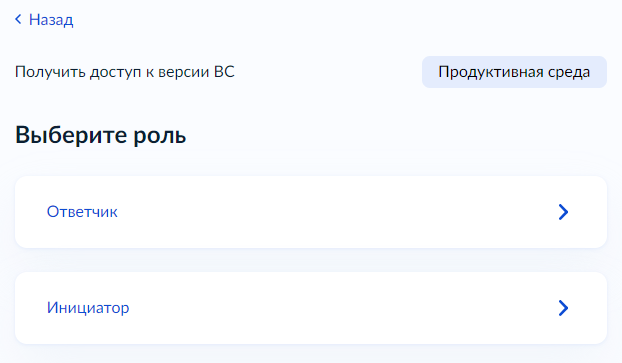 Назад
Получить доступ к версии ВС
Продуктивная среда
Выберите роль
Ответчик
Инициатор